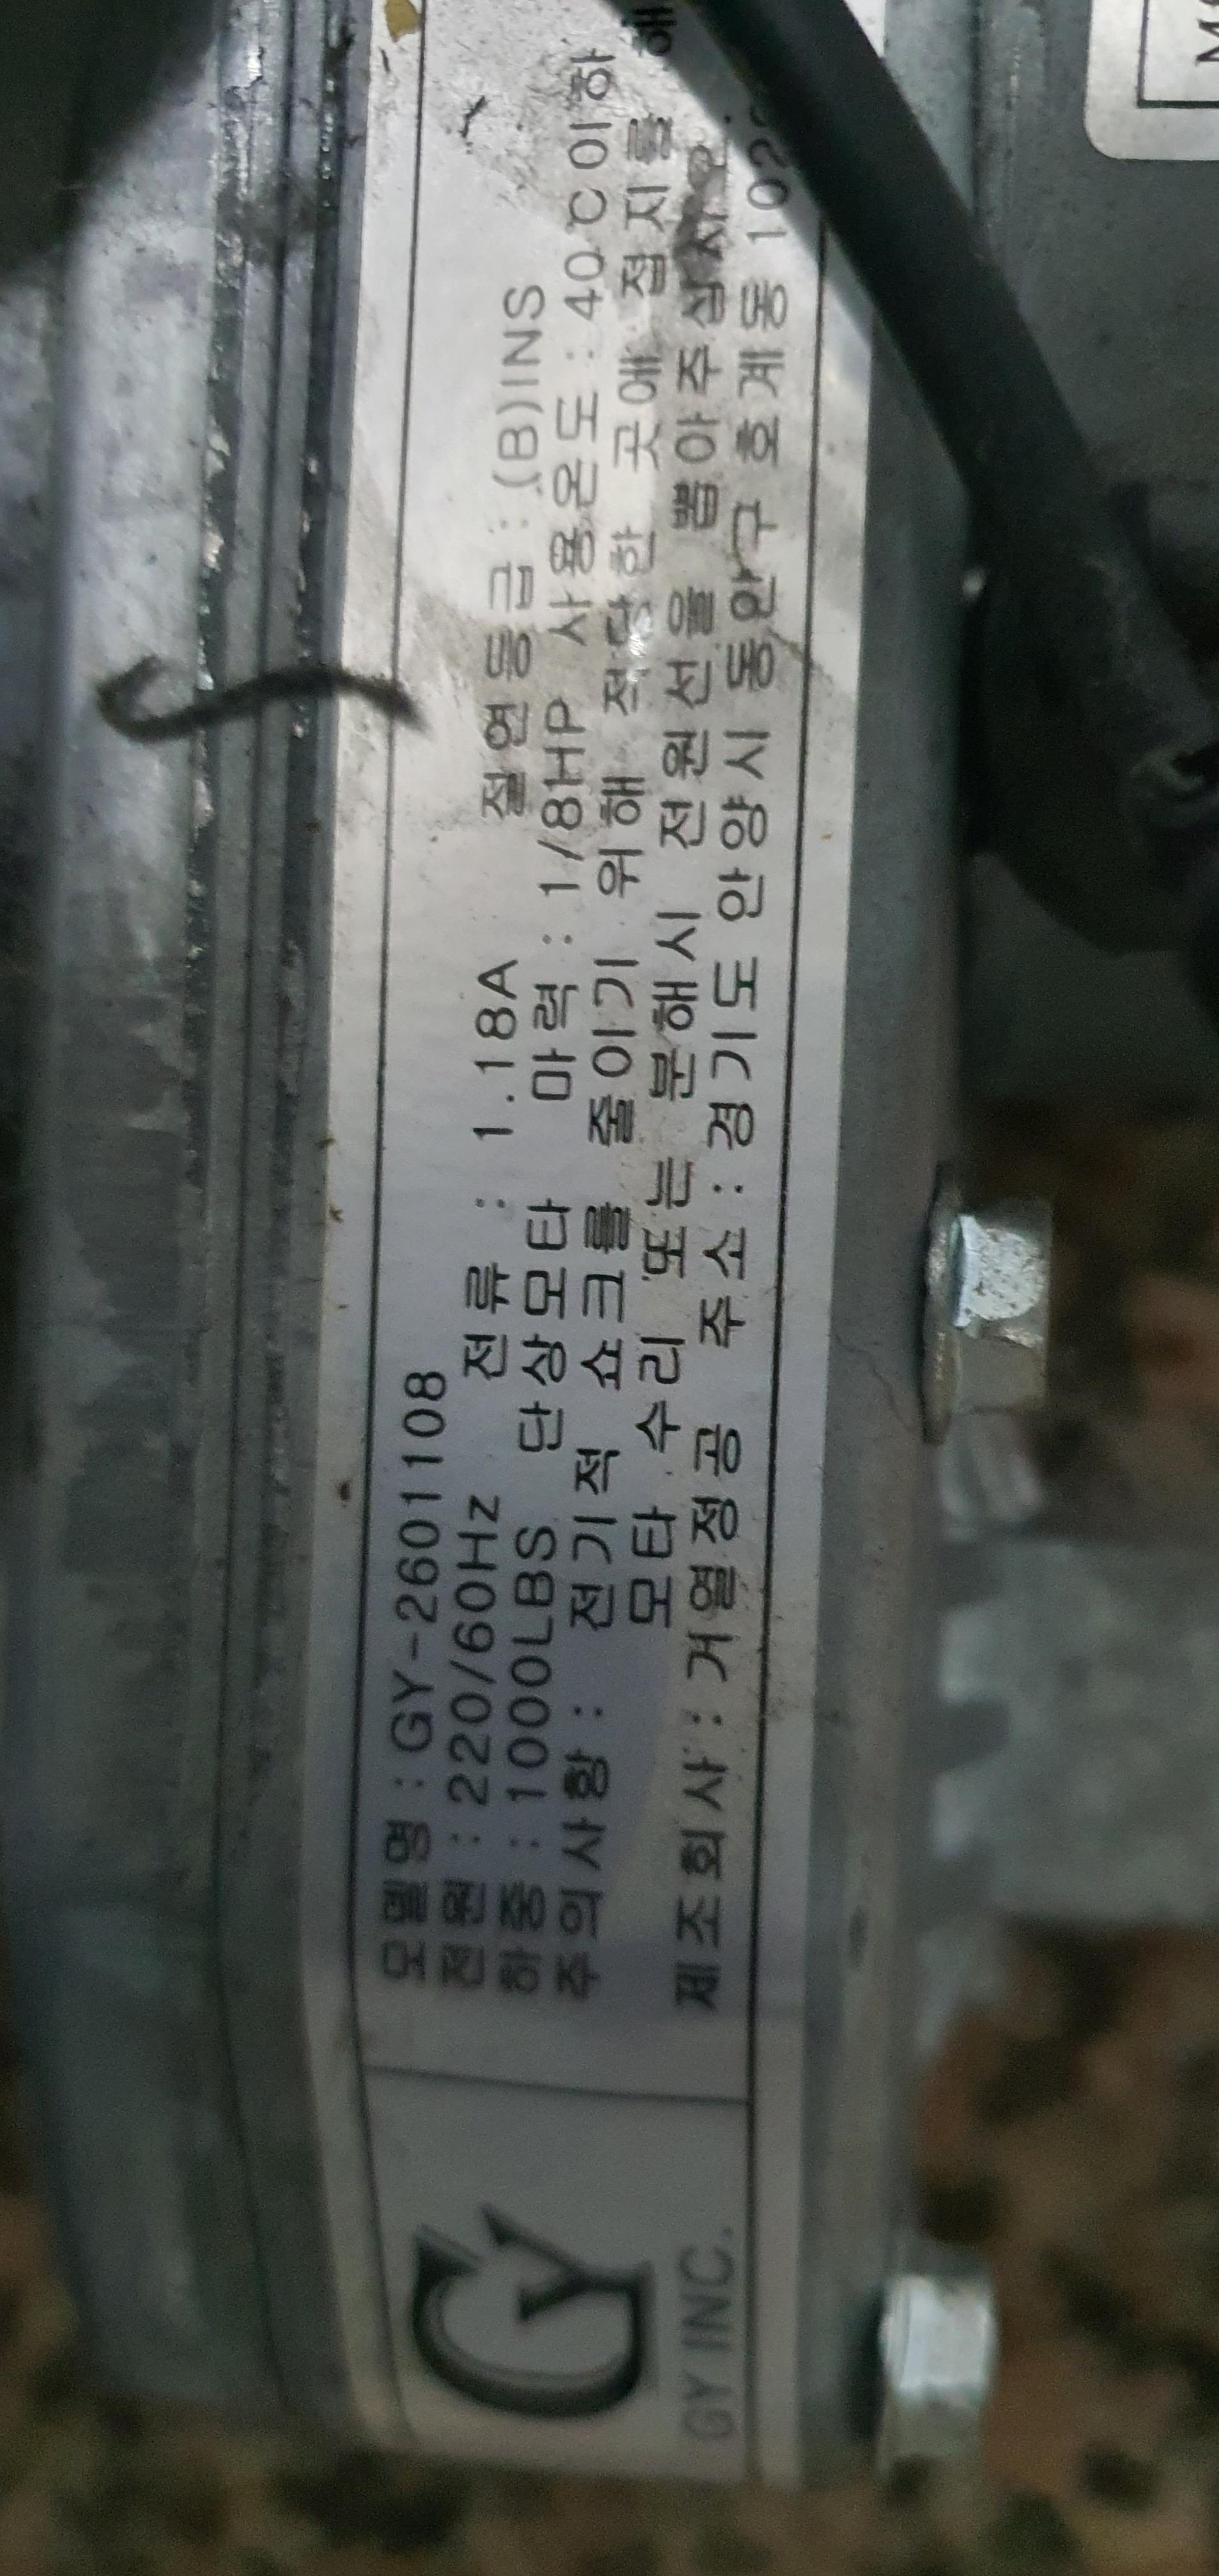 모델명 : GY-2601108
전원 : 220/60Hz 전류 : 1.18A 절연등급 : (B)INS
하중 : 1000LBS 단상모타 마력 : 1/8HP 사용온도 : 40℃이하
주의사항 : 전기적 쇼크를 줄이기 위해 적당한 곳에 접지를 해
모타 수리 또는 분해시 전원선을 뽑아주십시오.
제조회사 : 거열정공 주소 : 경기도 안양시 동안구 호계동 102
GY
GY INC.